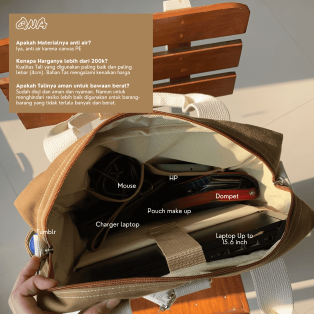 QNA
Apakah Materialnya anti air?
Iya, anti air karena canvas PE
Kenapa Harganya lebih dari 200k?
Kualitas Tali yang digunakan paling baik dan paling
lebar (4cm). Bahan Tas mengalami kenaikan harga
Apakah Talinya aman untuk bawaan berat?
Sudah diuji dan aman dan nyaman. Namun untuk
menghindari resiko lebih baik digunakan untuk barang-
barang yang tidak terlalu banyak dan berat.
Mouse
HP
Dompet
Pouch make up
Charger laptop
Tumblr
Laptop Up to
15.6 inch